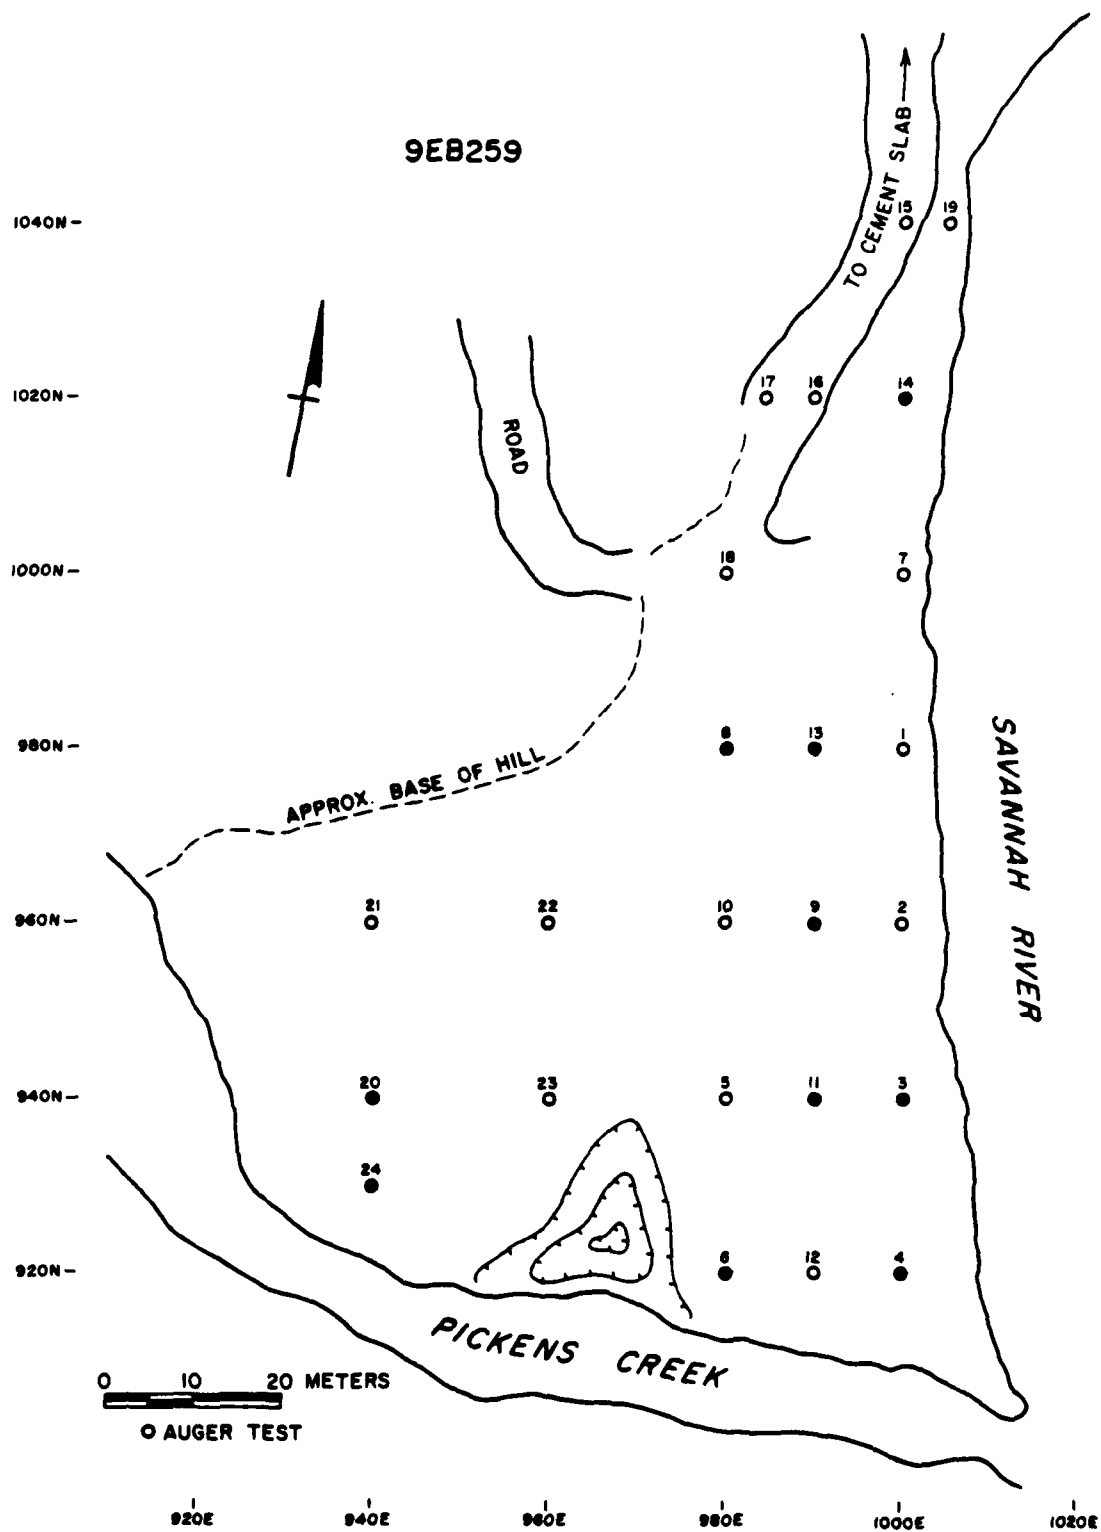 9EB259
TO CEMENT SLAB
1040N
15
19
1020N
17
16
14
ROAD
1000N
18
7
980N
8
13
1
APPROX. BASE OF HILL
SAVANNAH RIVER
960N
21
22
10
9
2
940N
20
23
5
11
3
24
920N
6
12
4
PICKENS CREEK
0 10 20 METERS
AUGER TEST
920E
940E
960E
980E
1000E
1020E